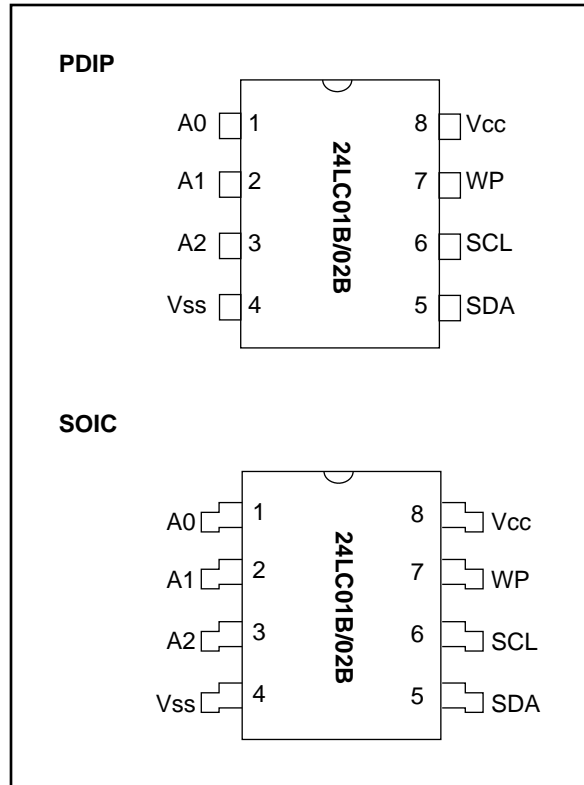 PDIP
A0 1 8 Vcc
A1 2 7 WP
A2 3 6 SCL
Vss 4 5 SDA
24LC01B/02B
SOIC
A0 1 8 Vcc
A1 2 7 WP
A2 3 6 SCL
Vss 4 5 SDA
24LC01B/02B